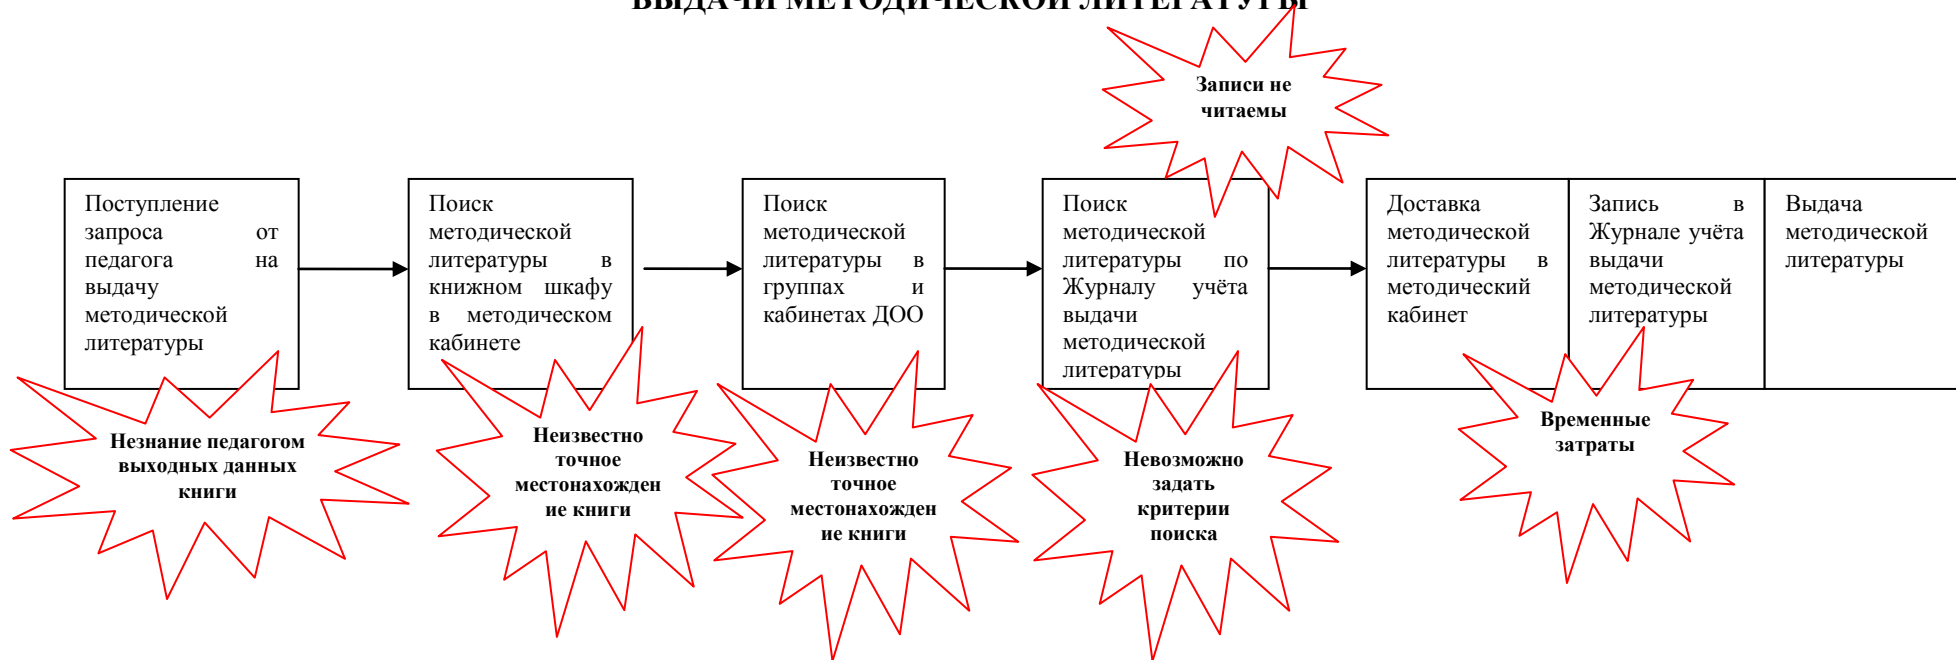 ВЫДАЧИ МЕТОДИЧЕСКОЙ ЛИТЕРАТУРЫ
Записи не
читаемы
Поступление
запроса от
педагога на
выдачу
методической
литературы
Поиск
методической
литературы в
книжном шкафу
в методическом
кабинете
Поиск
методической
литературы в
группах и
кабинетах ДОО
Поиск
методической
литературы по
Журналу учёта
выдачи
методической
литературы
Доставка
методической
литературы в
методический
кабинет
Запись в
Журнале учёта
выдачи
методической
литературы
Выдача
методической
литературы
Незнание педагогом
выходных данных
книги
Неизвестно
точное
местонахожден
ие книги
Неизвестно
точное
местонахожден
ие книги
Невозможно
задать
критерии
поиска
Временные
затраты